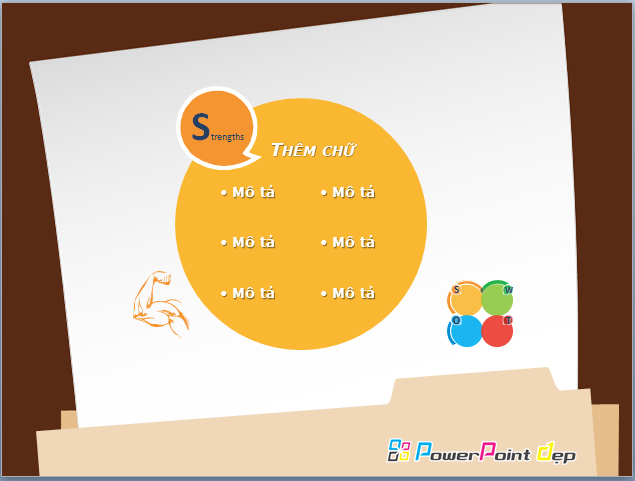 Strengths
THÊM CHỮ
• Mô tả • Mô tả
• Mô tả • Mô tả
• Mô tả • Mô tả
S W
O T
PowerPoint đẹp